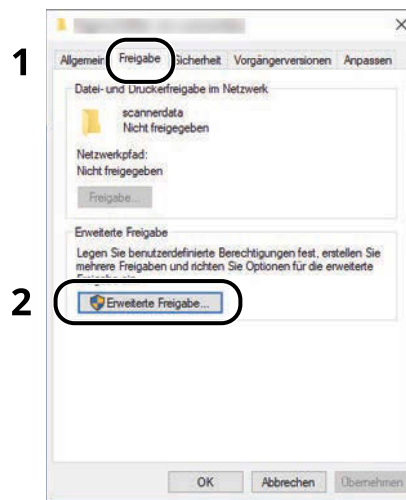 1
Allgemein Freigabe Sicherheit Vorgängerversionen Anpassen
Datei- und Druckerfreigabe im Netzwerk
scannerdata
Nicht freigegeben
Netzwerkpfad:
Nicht freigegeben
Freigabe...
Erweiterte Freigabe
Legen Sie benutzerdefinierte Berechtigungen fest, erstellen Sie
mehrere Freigaben und richten Sie Optionen für die erweiterte
2
Erweiterte Freigabe...
OK Abbrechen Übernehmen